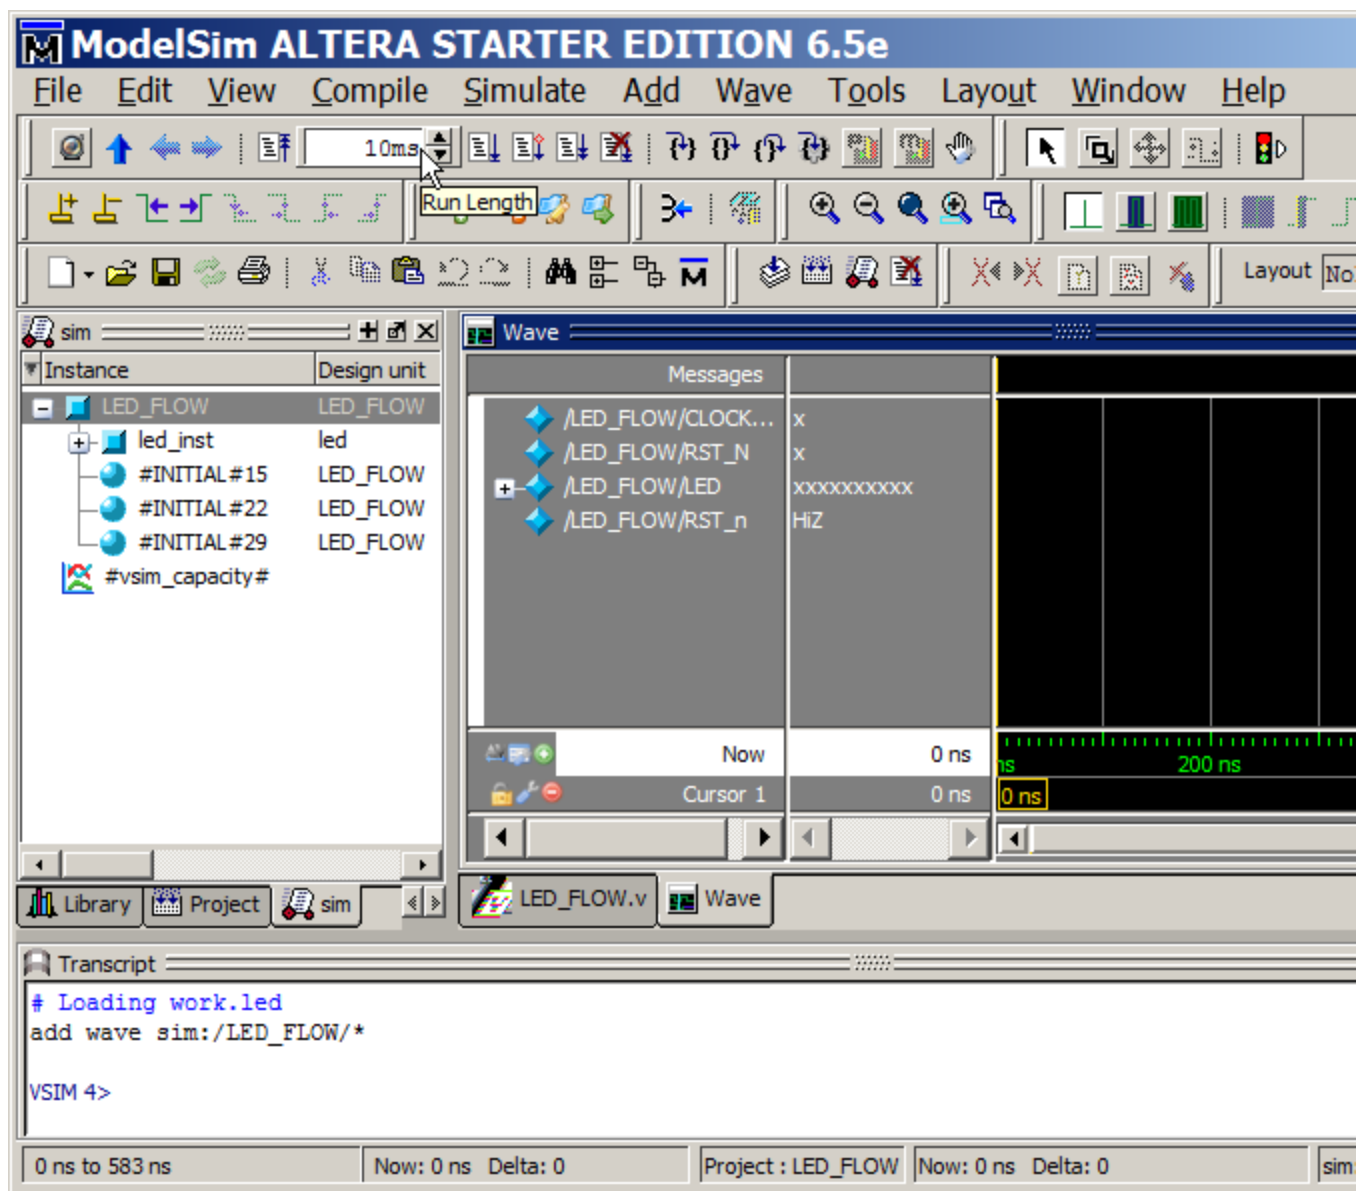 ModelSim ALTERA STARTER EDITION 6.5e
File Edit View Compile Simulate Add Wave Tools Layout Window Help
10ms
Run Length
Layout No
sim
Instance Design unit
LED_FLOW LED_FLOW
led_inst led
#INITIAL#15 LED_FLOW
#INITIAL#22 LED_FLOW
#INITIAL#29 LED_FLOW
#vsim_capacity#
Library Project sim
Wave
Messages
/LED_FLOW/CLOCK... x
/LED_FLOW/RST_N x
/LED_FLOW/LED xxxxxxxxxx
/LED_FLOW/RST_n HiZ
Now 0 ns
ns 200 ns
Cursor 1 0 ns 0 ns
LED_FLOW.v Wave
Transcript
# Loading work.led
add wave sim:/LED_FLOW/*
VSIM 4>
0 ns to 583 ns Now: 0 ns Delta: 0 Project : LED_FLOW Now: 0 ns Delta: 0 sim: